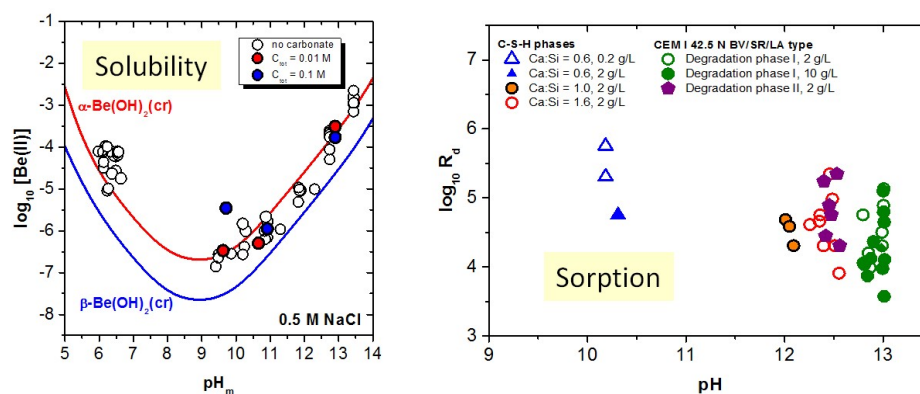 Solubility
no carbonate
C_tot = 0.01 M
C_tot = 0.1 M
α-Be(OH)₂(cr)
β-Be(OH)₂(cr)
0.5 M NaCl
log₁₀ [Be(II)]
-1
-2
-3
-4
-5
-6
-7
-8
5 6 7 8 9 10 11 12 13 14
pHₘ
C-S-H phases
Ca:Si = 0.6, 0.2 g/L
Ca:Si = 0.6, 2 g/L
Ca:Si = 1.0, 2 g/L
Ca:Si = 1.6, 2 g/L
CEM I 42.5 N BV/SR/LA type
Degradation phase I, 2 g/L
Degradation phase I, 10 g/L
Degradation phase II, 2 g/L
Sorption
log₁₀ R_d
7
6
5
4
3
9 10 11 12 13
pH